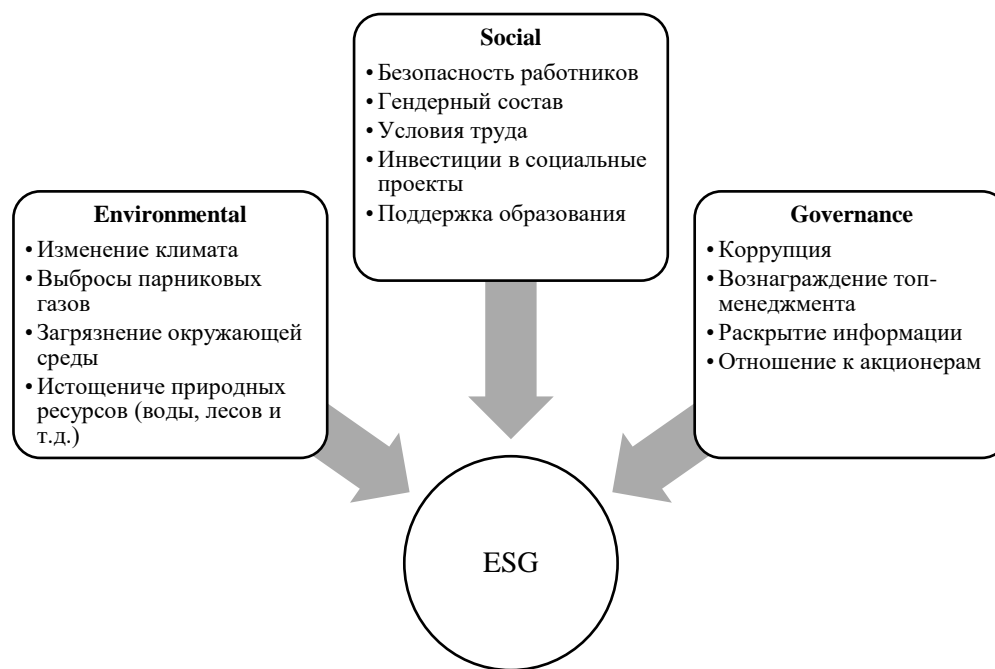 Social
• Безопасность работников
• Гендерный состав
• Условия труда
• Инвестиции в социальные
проекты
• Поддержка образования
Environmental
• Изменение климата
• Выбросы парниковых
газов
• Загрязнение окружающей
среды
• Истощениче природных
ресурсов (воды, лесов и
т.д.)
Governance
• Коррупция
• Вознаграждение топ-
менеджмента
• Раскрытие информации
• Отношение к акционерам
ESG